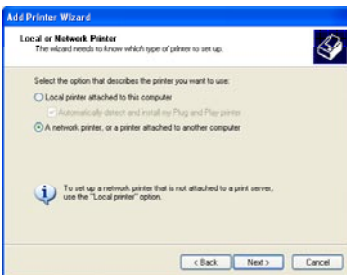 Add Printer Wizard
Local or Network Printer
The wizard needs to know which type of printer to set up.
Select the option that describes the printer you want to use:
Local printer attached to this computer
Automatically detect and install my Plug and Play printer
A network printer, or a printer attached to another computer
To set up a network printer that is not attached to a print server,
use the "Local printer" option.
< Back
Next >
Cancel